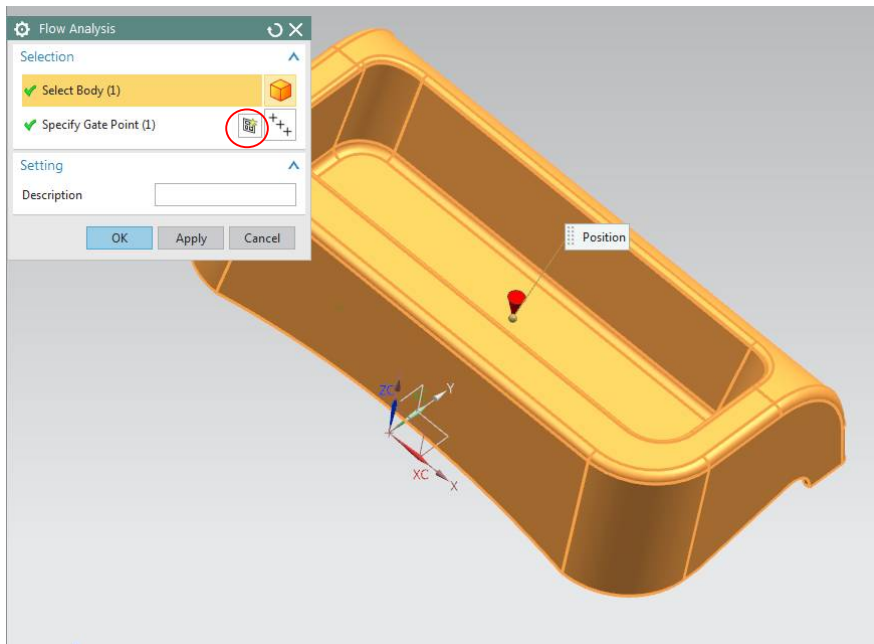 Flow Analysis
Selection
Select Body (1)
Specify Gate Point (1)
Setting
Description
OK Apply Cancel
Position
ZC Y
XC X